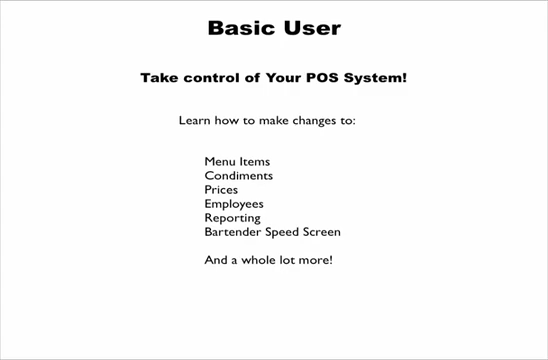 Basic User
Take control of Your POS System!
Learn how to make changes to:
Menu Items
Condiments
Prices
Employees
Reporting
Bartender Speed Screen
And a whole lot more!